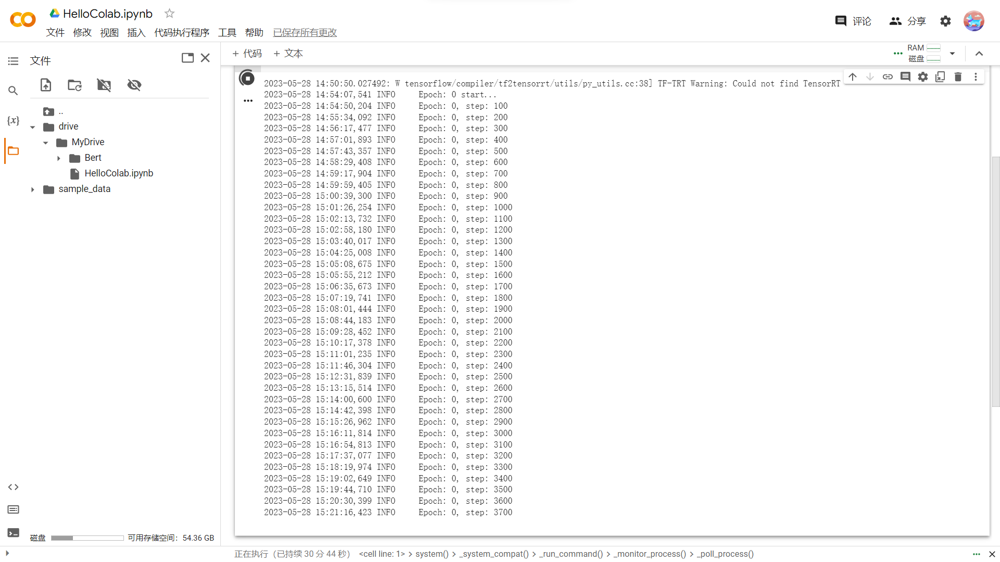 HelloColab.ipynb
文件 修改 视图 插入 代码执行程序 工具 帮助 已保存所有更改
评论 分享
文件
+ 代码 + 文本
RAM
磁盘
{x}
..
drive
MyDrive
Bert
HelloColab.ipynb
sample_data
2023-05-28 14:50:50.027492: W tensorflow/compiler/tf2tensorrt/utils/py_utils.cc:38] TF-TRT Warning: Could not find TensorRT
2023-05-28 14:54:07,541 INFO Epoch: 0 start...
2023-05-28 14:54:50,204 INFO Epoch: 0, step: 100
2023-05-28 14:55:34,092 INFO Epoch: 0, step: 200
2023-05-28 14:56:17,477 INFO Epoch: 0, step: 300
2023-05-28 14:57:01,893 INFO Epoch: 0, step: 400
2023-05-28 14:57:43,357 INFO Epoch: 0, step: 500
2023-05-28 14:58:29,408 INFO Epoch: 0, step: 600
2023-05-28 14:59:17,904 INFO Epoch: 0, step: 700
2023-05-28 14:59:59,405 INFO Epoch: 0, step: 800
2023-05-28 15:00:39,300 INFO Epoch: 0, step: 900
2023-05-28 15:01:26,254 INFO Epoch: 0, step: 1000
2023-05-28 15:02:13,732 INFO Epoch: 0, step: 1100
2023-05-28 15:02:58,180 INFO Epoch: 0, step: 1200
2023-05-28 15:03:40,017 INFO Epoch: 0, step: 1300
2023-05-28 15:04:25,008 INFO Epoch: 0, step: 1400
2023-05-28 15:05:08,675 INFO Epoch: 0, step: 1500
2023-05-28 15:05:55,212 INFO Epoch: 0, step: 1600
2023-05-28 15:06:35,673 INFO Epoch: 0, step: 1700
2023-05-28 15:07:19,741 INFO Epoch: 0, step: 1800
2023-05-28 15:08:01,444 INFO Epoch: 0, step: 1900
2023-05-28 15:08:44,183 INFO Epoch: 0, step: 2000
2023-05-28 15:09:28,452 INFO Epoch: 0, step: 2100
2023-05-28 15:10:17,378 INFO Epoch: 0, step: 2200
2023-05-28 15:11:01,235 INFO Epoch: 0, step: 2300
2023-05-28 15:11:46,304 INFO Epoch: 0, step: 2400
2023-05-28 15:12:31,839 INFO Epoch: 0, step: 2500
2023-05-28 15:13:15,514 INFO Epoch: 0, step: 2600
2023-05-28 15:14:00,600 INFO Epoch: 0, step: 2700
2023-05-28 15:14:42,398 INFO Epoch: 0, step: 2800
2023-05-28 15:15:26,962 INFO Epoch: 0, step: 2900
2023-05-28 15:16:11,814 INFO Epoch: 0, step: 3000
2023-05-28 15:16:54,813 INFO Epoch: 0, step: 3100
2023-05-28 15:17:37,077 INFO Epoch: 0, step: 3200
2023-05-28 15:18:19,974 INFO Epoch: 0, step: 3300
2023-05-28 15:19:02,649 INFO Epoch: 0, step: 3400
2023-05-28 15:19:44,710 INFO Epoch: 0, step: 3500
2023-05-28 15:20:30,399 INFO Epoch: 0, step: 3600
2023-05-28 15:21:16,423 INFO Epoch: 0, step: 3700
磁盘 可用存储空间：54.36 GB
正在执行（已持续 30 分 44 秒） <cell line: 1> > system() > _system_compat() > _run_command() > _monitor_process() > _poll_process()